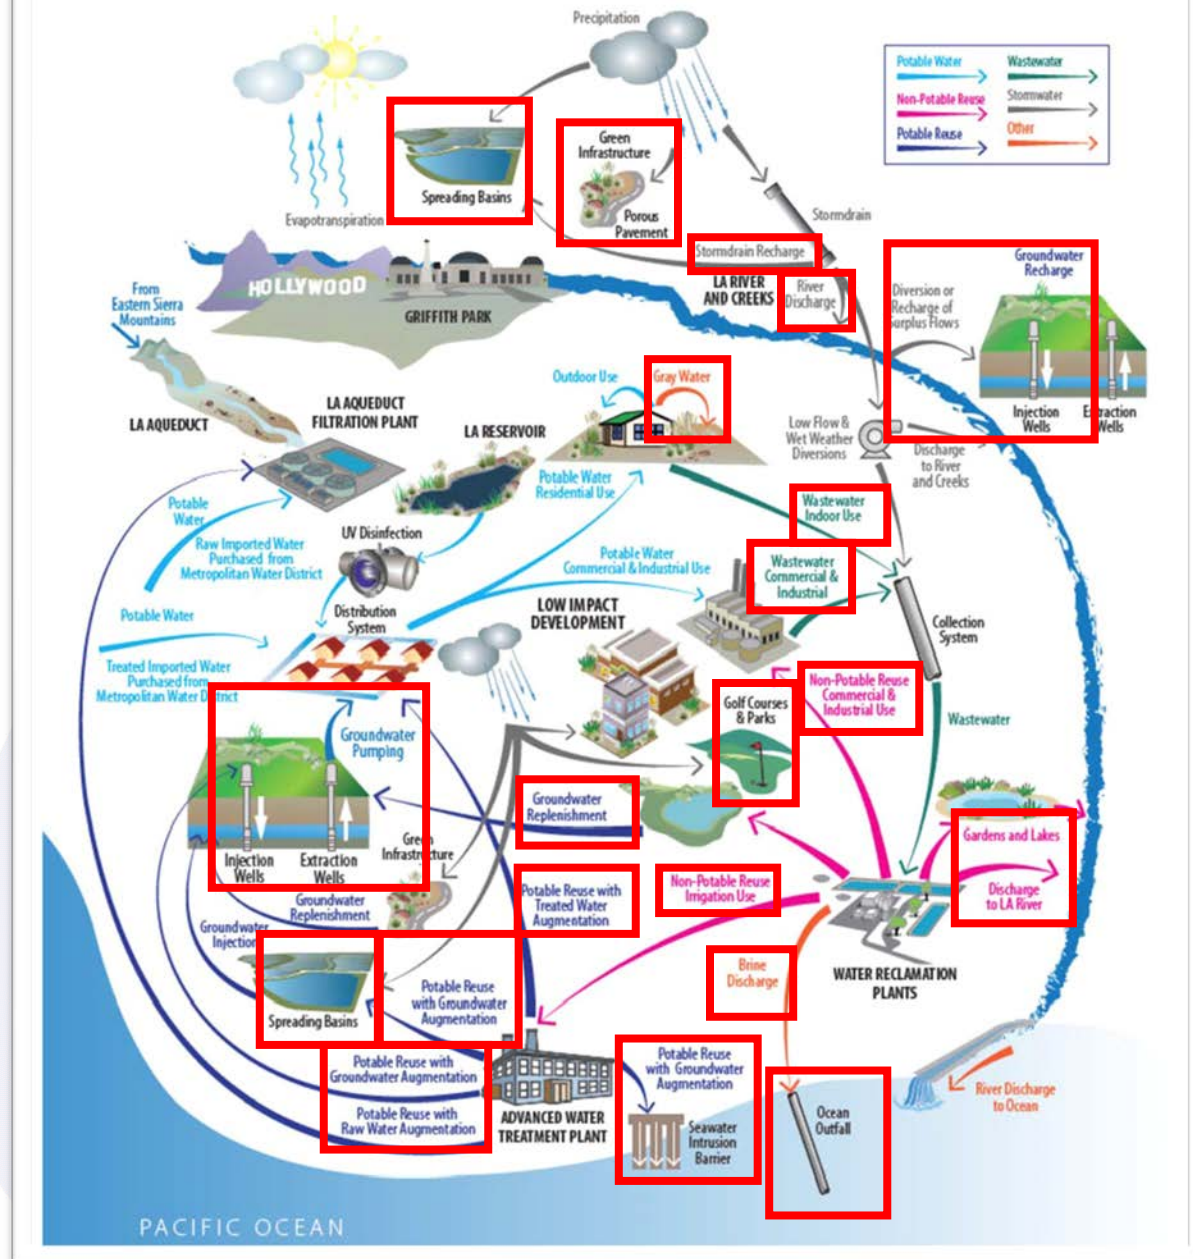 Precipitation
Potable Water
Wastewater
Non-Potable Reuse
Stormwater
Potable Reuse
Other
Green
Infrastructure
Spreading Basins
Porous
Pavement
Evapotranspiration
Stormdrain
Stormdrain Recharge
LA RIVER
AND CREEKS
River
Discharge
Groundwater
Recharge
Diversion or
Recharge of
Surplus Flows
HOLLYWOOD
GRIFFITH PARK
From
Eastern Sierra
Mountains
LA AQUEDUCT
LA AQUEDUCT
FILTRATION PLANT
LA RESERVOIR
Outdoor Use
Gray Water
Injection
Wells
Extraction
Wells
Low Flow &
Wet Weather
Diversions
Discharge
to River
and Creeks
Potable Water
Residential Use
Potable
Water
Raw Imported Water
Purchased from
Metropolitan Water District
UV Disinfection
Wastewater
Indoor Use
Potable Water
Commercial & Industrial Use
Wastewater
Commercial &
Industrial
Potable Water
Distribution
System
LOW IMPACT
DEVELOPMENT
Collection
System
Treated Imported Water
Purchased from
Metropolitan Water District
Non-Potable Reuse
Commercial &
Industrial Use
Golf Courses
& Parks
Wastewater
Groundwater
Pumping
Groundwater
Replenishment
Injection
Wells
Extraction
Wells
Green
Infrastructure
Gardens and Lakes
Discharge
to LA River
Non-Potable Reuse
Irrigation Use
Potable Reuse with
Treated Water
Augmentation
Groundwater
Replenishment
Groundwater
Injection
Spreading Basins
Potable Reuse
with Groundwater
Augmentation
Brine
Discharge
WATER RECLAMATION
PLANTS
Potable Reuse with
Groundwater Augmentation
Potable Reuse with
Raw Water Augmentation
ADVANCED WATER
TREATMENT PLANT
Potable Reuse
with Groundwater
Augmentation
Seawater
Intrusion
Barrier
Ocean
Outfall
River Discharge
to Ocean
PACIFIC OCEAN